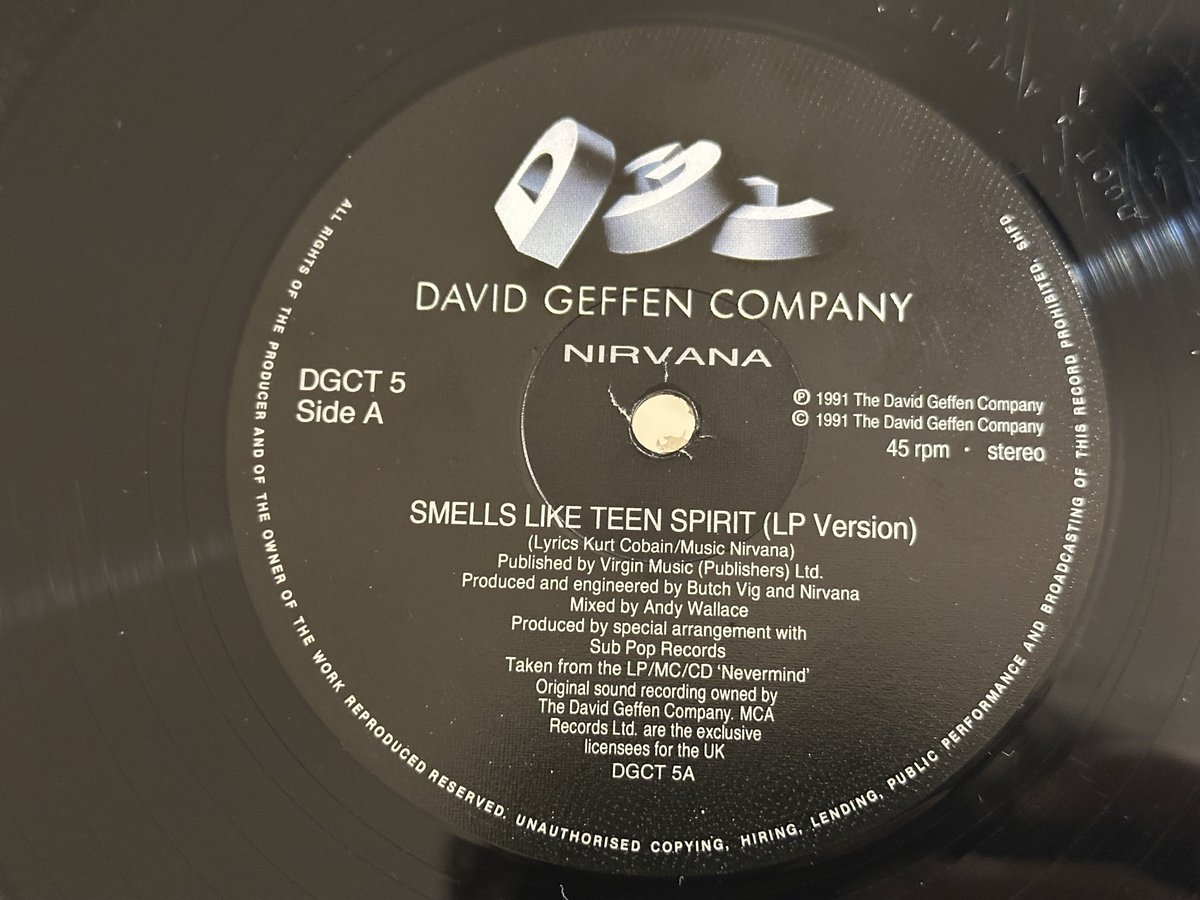 DGC
DAVID GEFFEN COMPANY
NIRVANA
DGCT 5
Side A
Ⓟ 1991 The David Geffen Company
© 1991 The David Geffen Company
45 rpm · stereo
SMELLS LIKE TEEN SPIRIT (LP Version)
(Lyrics Kurt Cobain/Music Nirvana)
Published by Virgin Music (Publishers) Ltd.
Produced and engineered by Butch Vig and Nirvana
Mixed by Andy Wallace
Produced by special arrangement with
Sub Pop Records
Taken from the LP/MC/CD ‘Nevermind’
Original sound recording owned by
The David Geffen Company. MCA
Records Ltd. are the exclusive
licensees for the UK
DGCT 5A
ALL RIGHTS OF THE PRODUCER AND OF THE OWNER OF THE WORK REPRODUCED RESERVED. UNAUTHORISED COPYING, HIRING, LENDING, PUBLIC PERFORMANCE AND BROADCASTING OF THIS RECORD PROHIBITED. SHFD